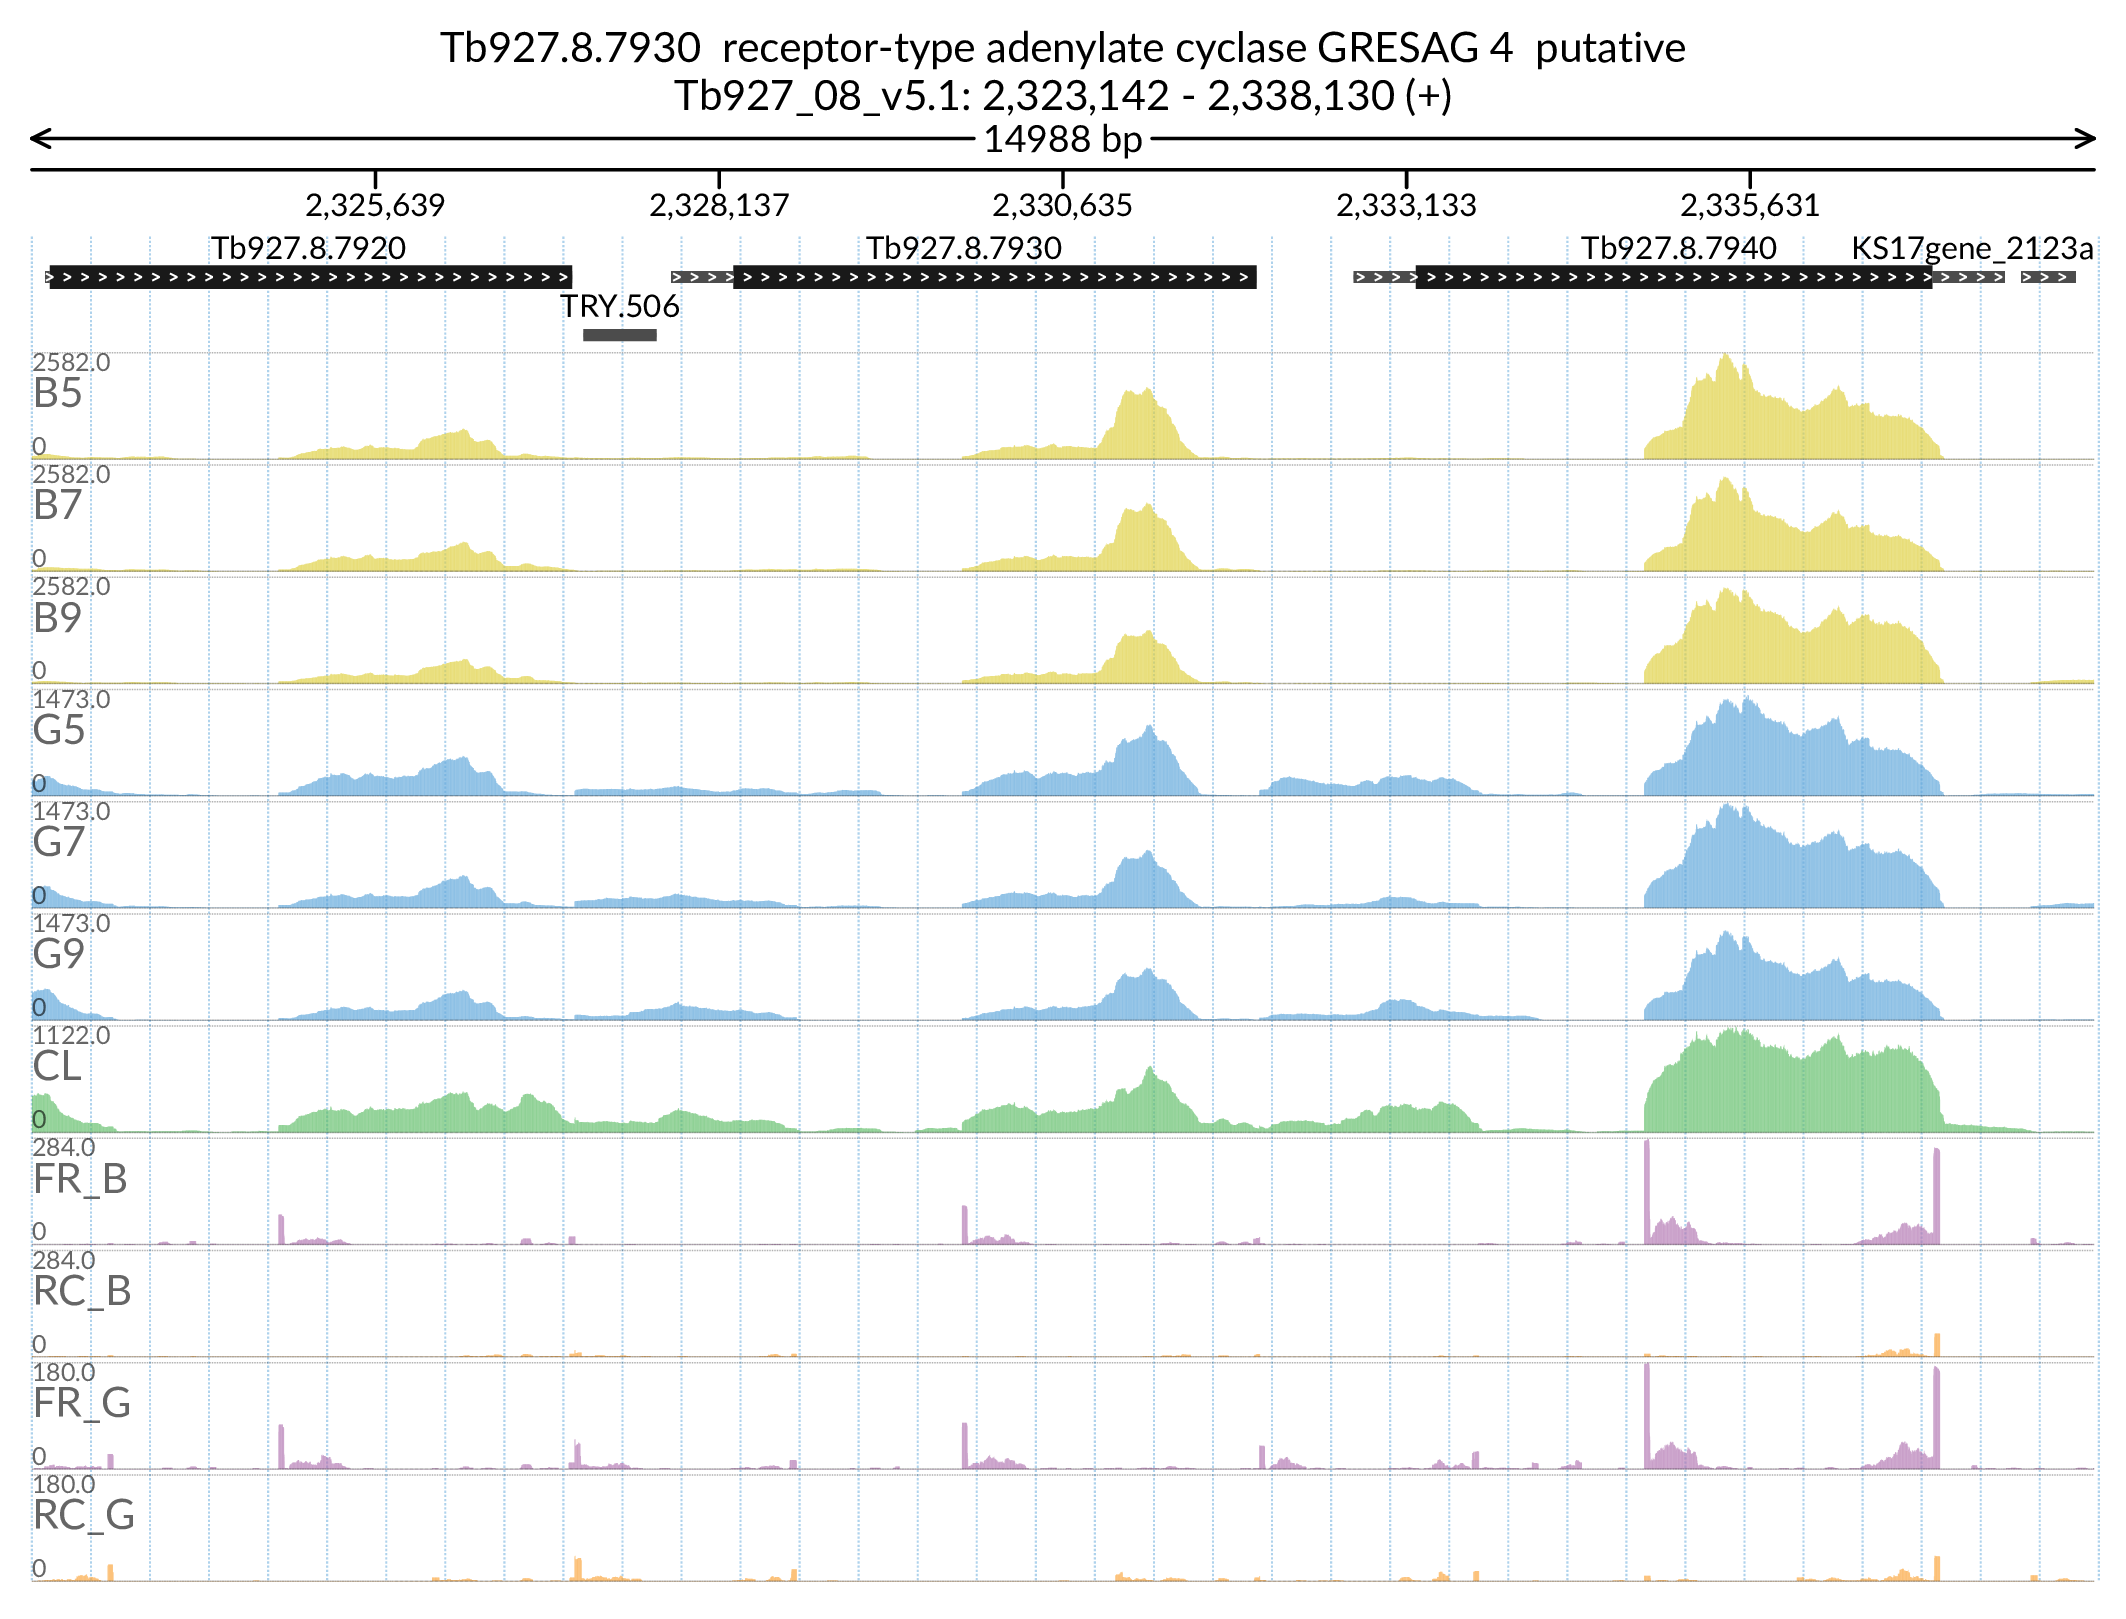 Tb927.8.7930  receptor-type adenylate cyclase GRESAG 4  putative
Tb927_08_v5.1: 2,323,142 - 2,338,130 (+)
14988 bp
2,325,639 2,328,137 2,330,635 2,333,133 2,335,631
Tb927.8.7920 Tb927.8.7930 Tb927.8.7940 KS17gene_2123a
TRY.506
2582.0
B5
0
2582.0
B7
0
2582.0
B9
0
1473.0
G5
0
1473.0
G7
0
1473.0
G9
0
1122.0
CL
0
284.0
FR_B
0
284.0
RC_B
0
180.0
FR_G
0
180.0
RC_G
0